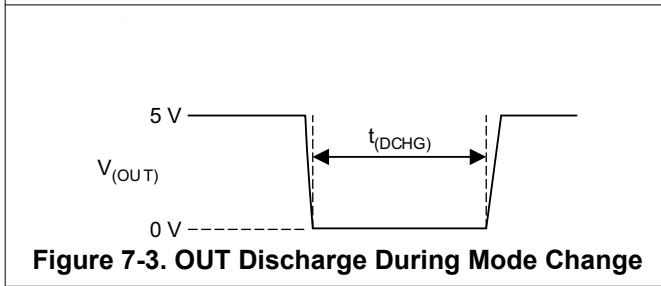 5 V
t(DCHG)
V(OUT)
0 V
Figure 7-3. OUT Discharge During Mode Change